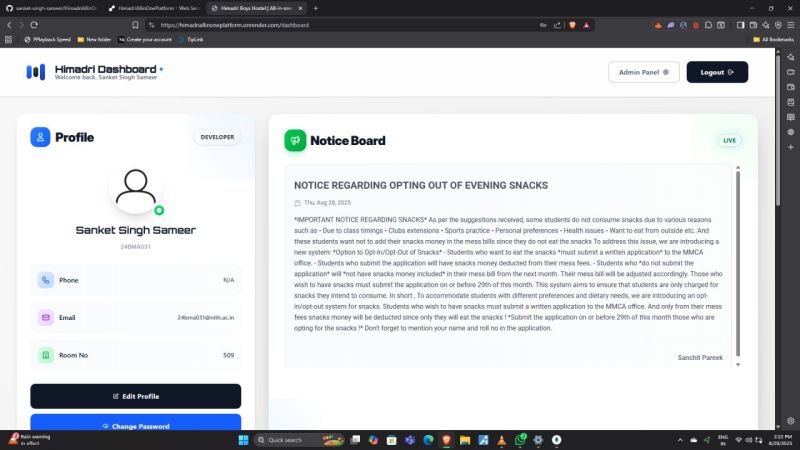 sanket-singh-sameer/HimadriAllinOn
HimadriAllinOnePlatform · Web Serv
Himadri Boys Hostel | All-in-one
https://himadriallinoneplatform.onrender.com/dashboard
PPlayback Speed
New folder
Create your account
TipLink
All Bookmarks
Himadri Dashboard
Welcome back, Sanket Singh Sameer
Admin Panel
Logout
Profile
DEVELOPER
Sanket Singh Sameer
24BMA031
Phone N/A
Email 24bma031@nith.ac.in
Room No 509
Edit Profile
Change Password
Notice Board
LIVE
NOTICE REGARDING OPTING OUT OF EVENING SNACKS
Thu, Aug 28, 2025
*IMPORTANT NOTICE REGARDING SNACKS* As per the suggestions received, some students do not consume snacks due to various reasons
such as • Due to class timings • Clubs extensions • Sports practice • Personal preferences • Health issues • Want to eat from outside etc. And
these students want not to add their snacks money in the mess bills since they do not eat the snacks To address this issue, we are introducing a
new system: *Option to Opt-In/Opt-Out of Snacks* - Students who want to eat the snacks *must submit a written application* to the MMCA
office. - Students who submit the application will have snacks money deducted from their mess fees. - Students who *do not submit the
application* will *not have snacks money included* in their mess bill from the next month. Their mess bill will be adjusted accordingly. Those who
wish to have snacks must submit the application on or before 29th of this month. This system aims to ensure that students are only charged for
snacks they intend to consume. In short , To accommodate students with different preferences and dietary needs, we are introducing an opt-
in/opt-out system for snacks. Students who wish to have snacks must submit a written application to the MMCA office. And only from their mess
fees snacks money will be deducted since only they will eat the snacks ! *Submit the application on or before 29th of this month those who are
opting for the snacks !* Don't forget to mention your name and roll no in the application.
Sanchit Pareek
Rain warning
In effect
Quick search
ENG
IN
2:22 PM
8/29/2025